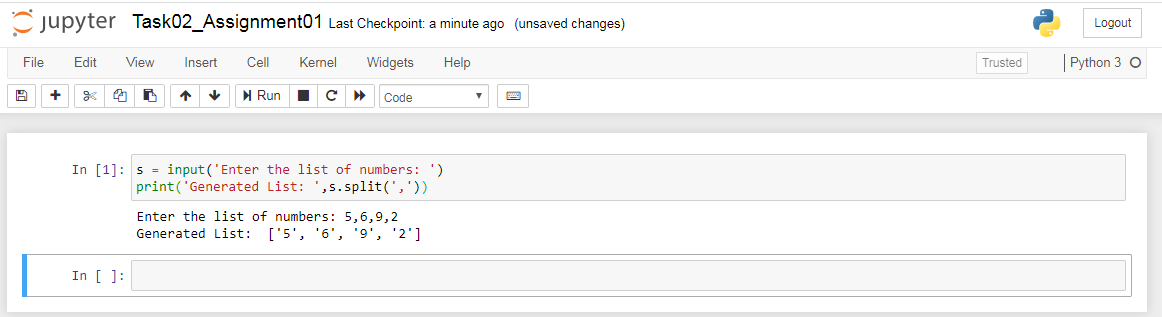 jupyter Task02_Assignment01 Last Checkpoint: a minute ago (unsaved changes) Logout
File Edit View Insert Cell Kernel Widgets Help Trusted Python 3
Run Code
In [1]: s = input('Enter the list of numbers: ')
print('Generated List: ',s.split(','))
Enter the list of numbers: 5,6,9,2
Generated List:  ['5', '6', '9', '2']
In [ ]: